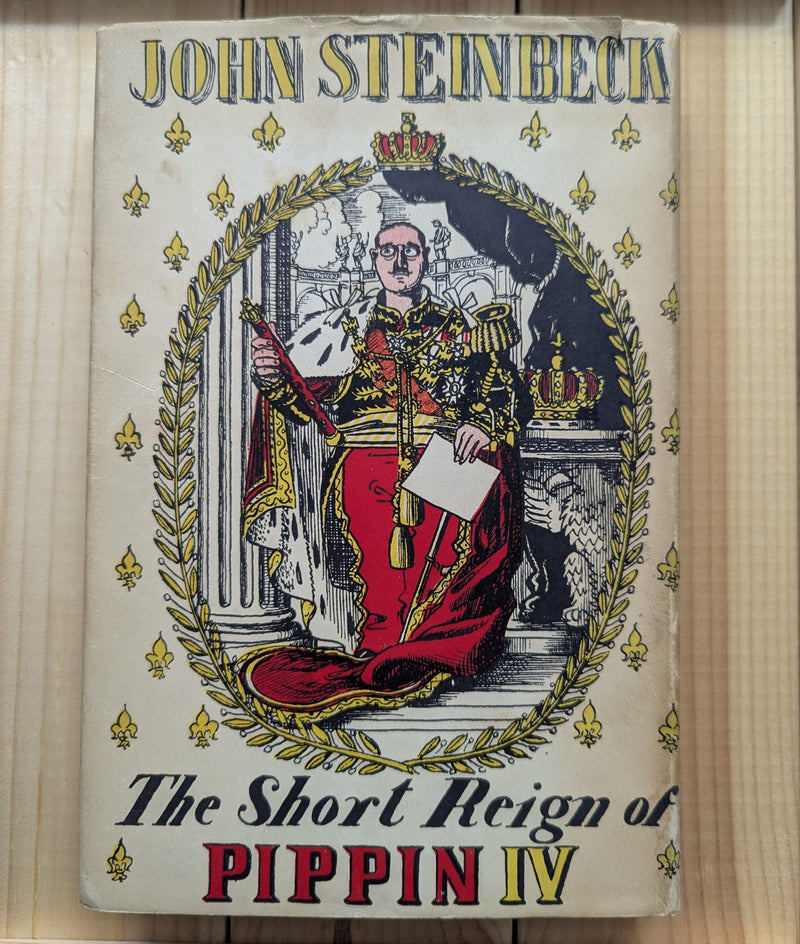 JOHN STEINBECK
The Short Reign of
PIPPIN IV